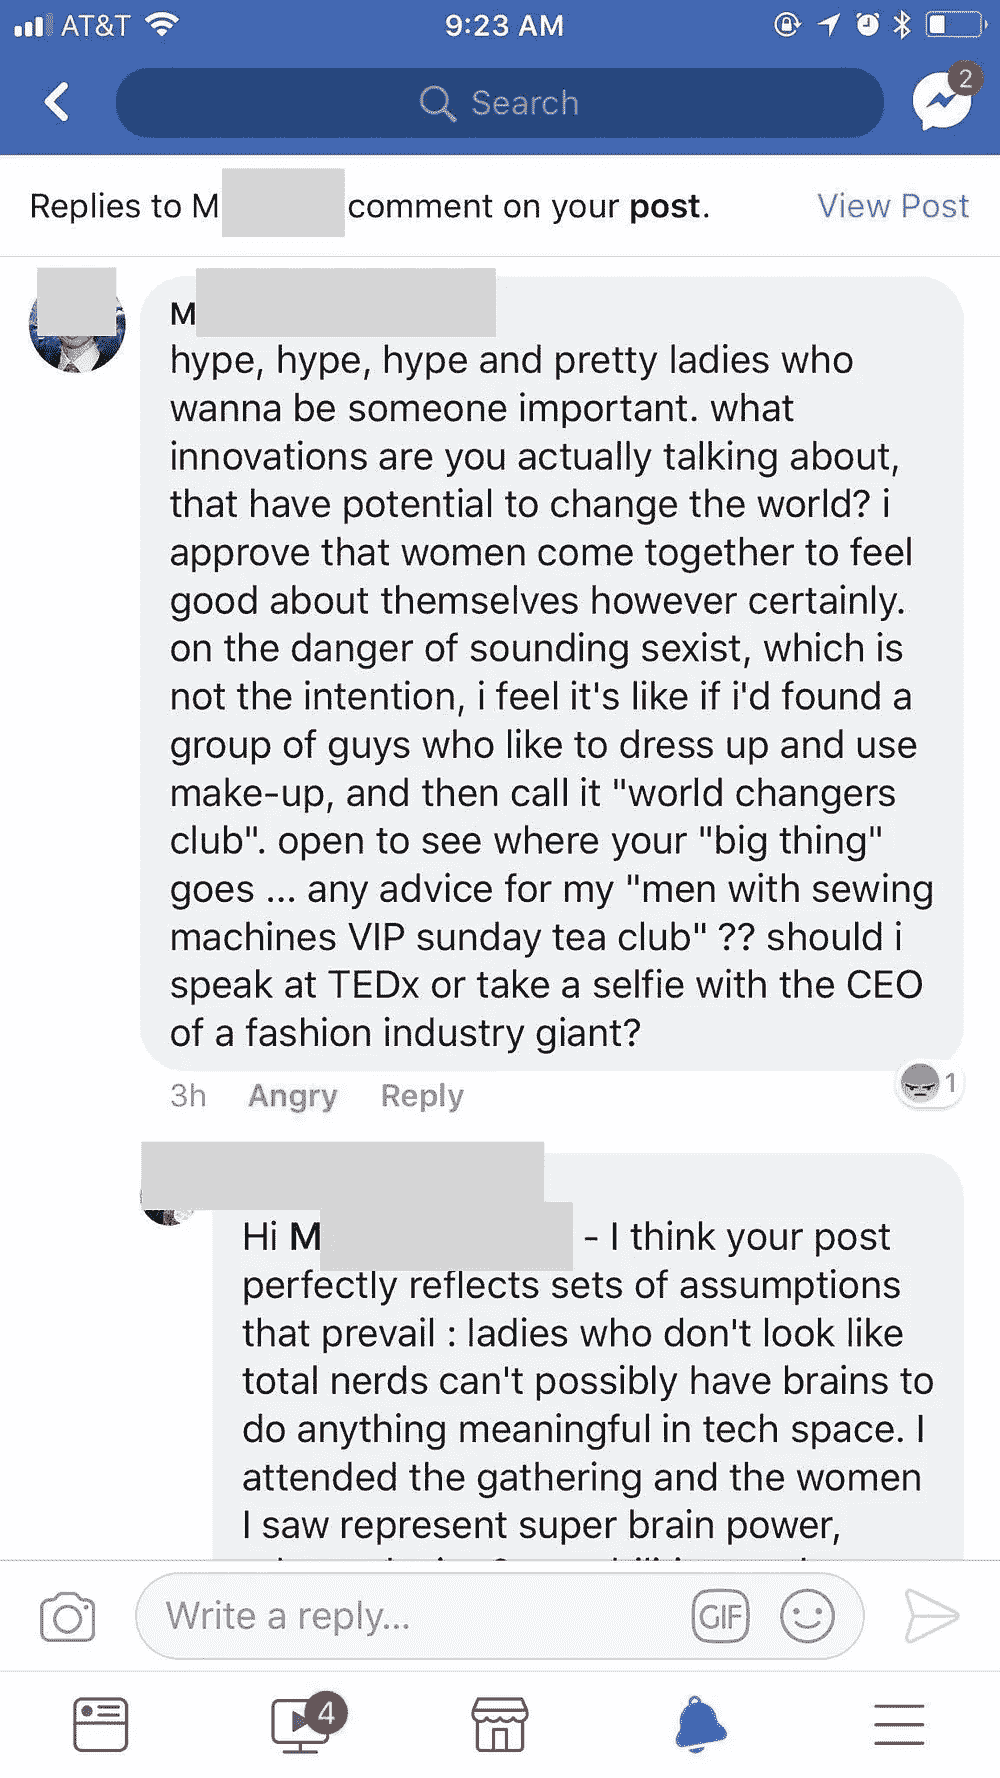 AT&T
9:23 AM
Search
2
Replies to M comment on your post.
View Post
M
hype, hype, hype and pretty ladies who
wanna be someone important. what
innovations are you actually talking about,
that have potential to change the world? i
approve that women come together to feel
good about themselves however certainly.
on the danger of sounding sexist, which is
not the intention, i feel it's like if i'd found a
group of guys who like to dress up and use
make-up, and then call it "world changers
club". open to see where your "big thing"
goes ... any advice for my "men with sewing
machines VIP sunday tea club" ?? should i
speak at TEDx or take a selfie with the CEO
of a fashion industry giant?
3h Angry Reply
1
Hi M - I think your post
perfectly reflects sets of assumptions
that prevail : ladies who don't look like
total nerds can't possibly have brains to
do anything meaningful in tech space. I
attended the gathering and the women
I saw represent super brain power,
Write a reply...
GIF
4